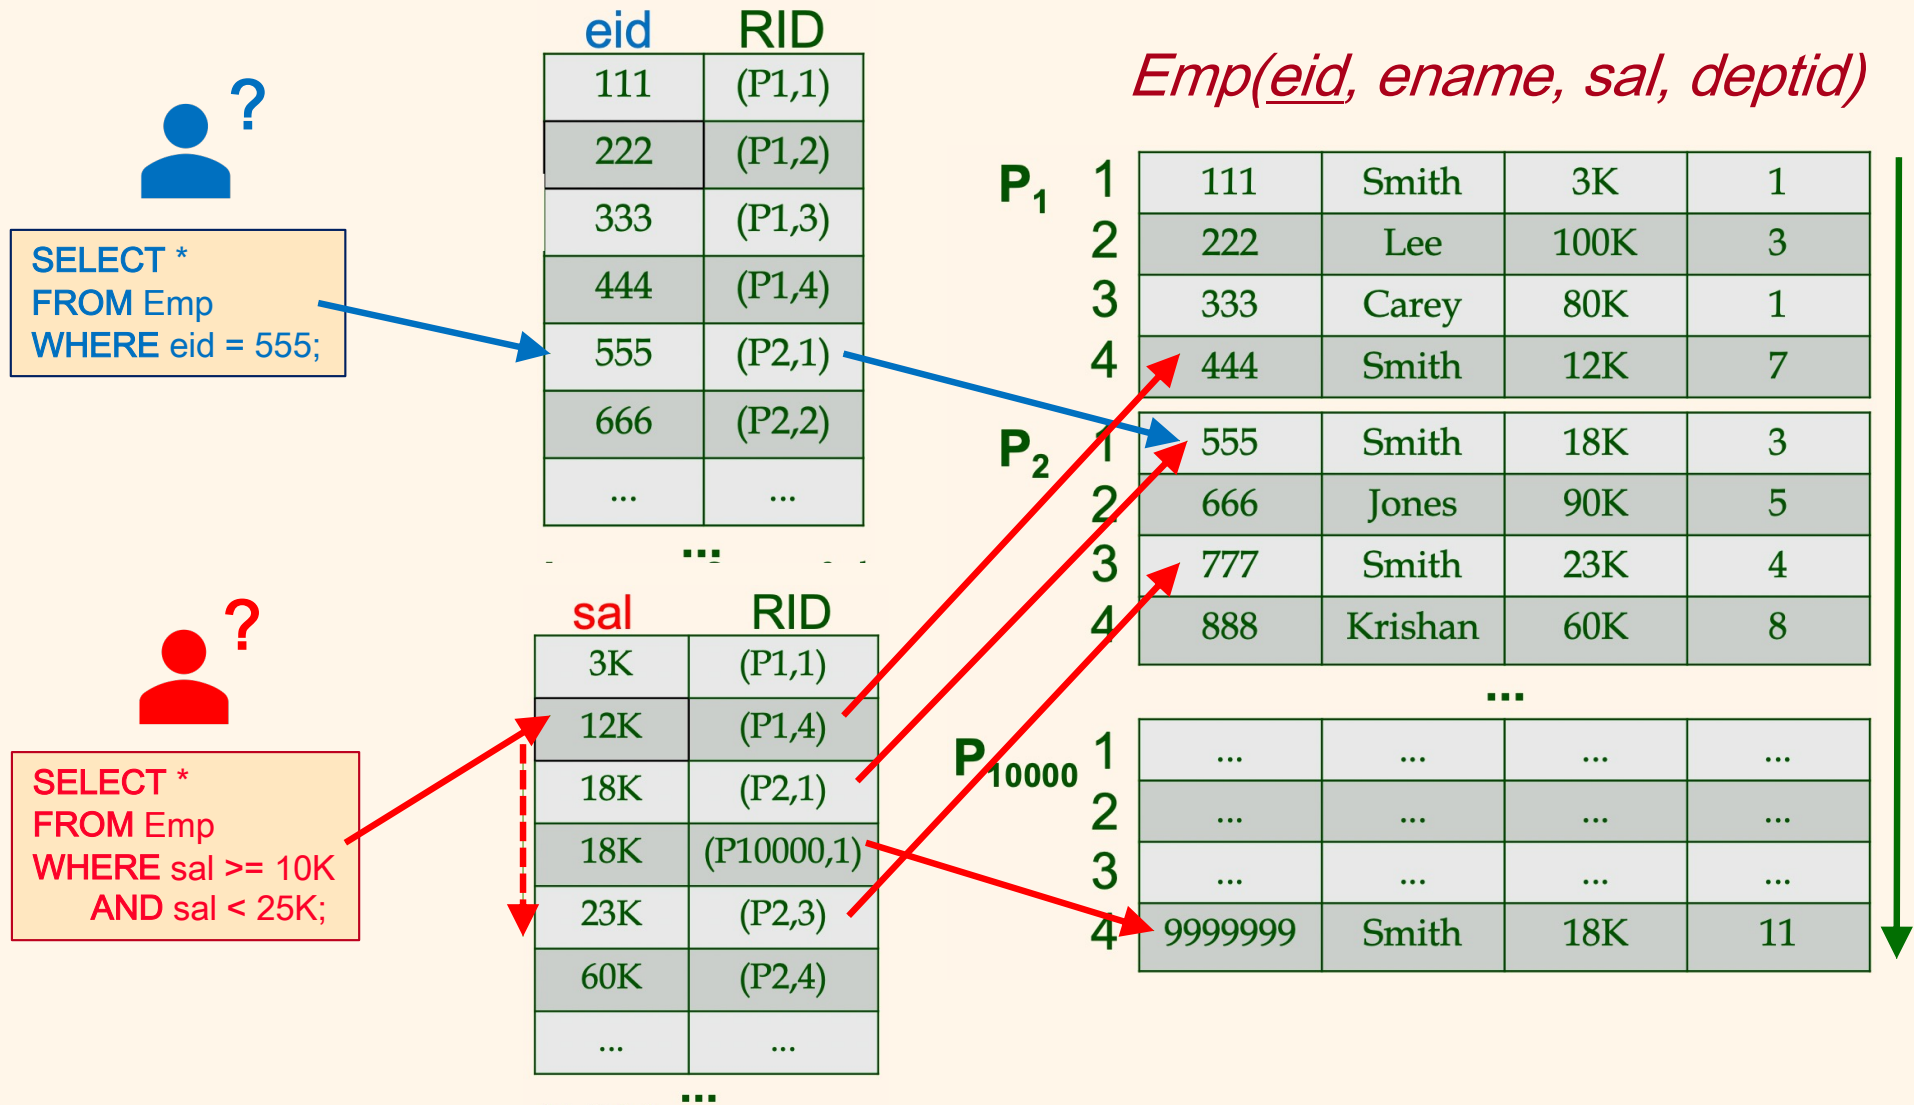 eid RID
111 (P1,1)
222 (P1,2)
333 (P1,3)
444 (P1,4)
555 (P2,1)
666 (P2,2)
... ...
...
?
SELECT *
FROM Emp
WHERE eid = 555;
Emp(eid, ename, sal, deptid)
P1
1 111 Smith 3K 1
2 222 Lee 100K 3
3 333 Carey 80K 1
4 444 Smith 12K 7
P2
1 555 Smith 18K 3
2 666 Jones 90K 5
3 777 Smith 23K 4
4 888 Krishan 60K 8
...
P10000
1 ... ... ... ...
2 ... ... ... ...
3 ... ... ... ...
4 9999999 Smith 18K 11
?
SELECT *
FROM Emp
WHERE sal >= 10K
AND sal < 25K;
sal RID
3K (P1,1)
12K (P1,4)
18K (P2,1)
18K (P10000,1)
23K (P2,3)
60K (P2,4)
... ...
...